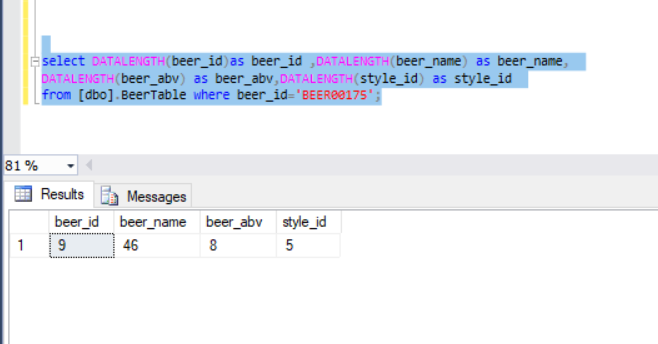 select DATALENGTH(beer_id)as beer_id ,DATALENGTH(beer_name) as beer_name,
DATALENGTH(beer_abv) as beer_abv,DATALENGTH(style_id) as style_id
from [dbo].BeerTable where beer_id='BEER00175';
81 %
Results Messages
beer_id beer_name beer_abv style_id
1 9 46 8 5